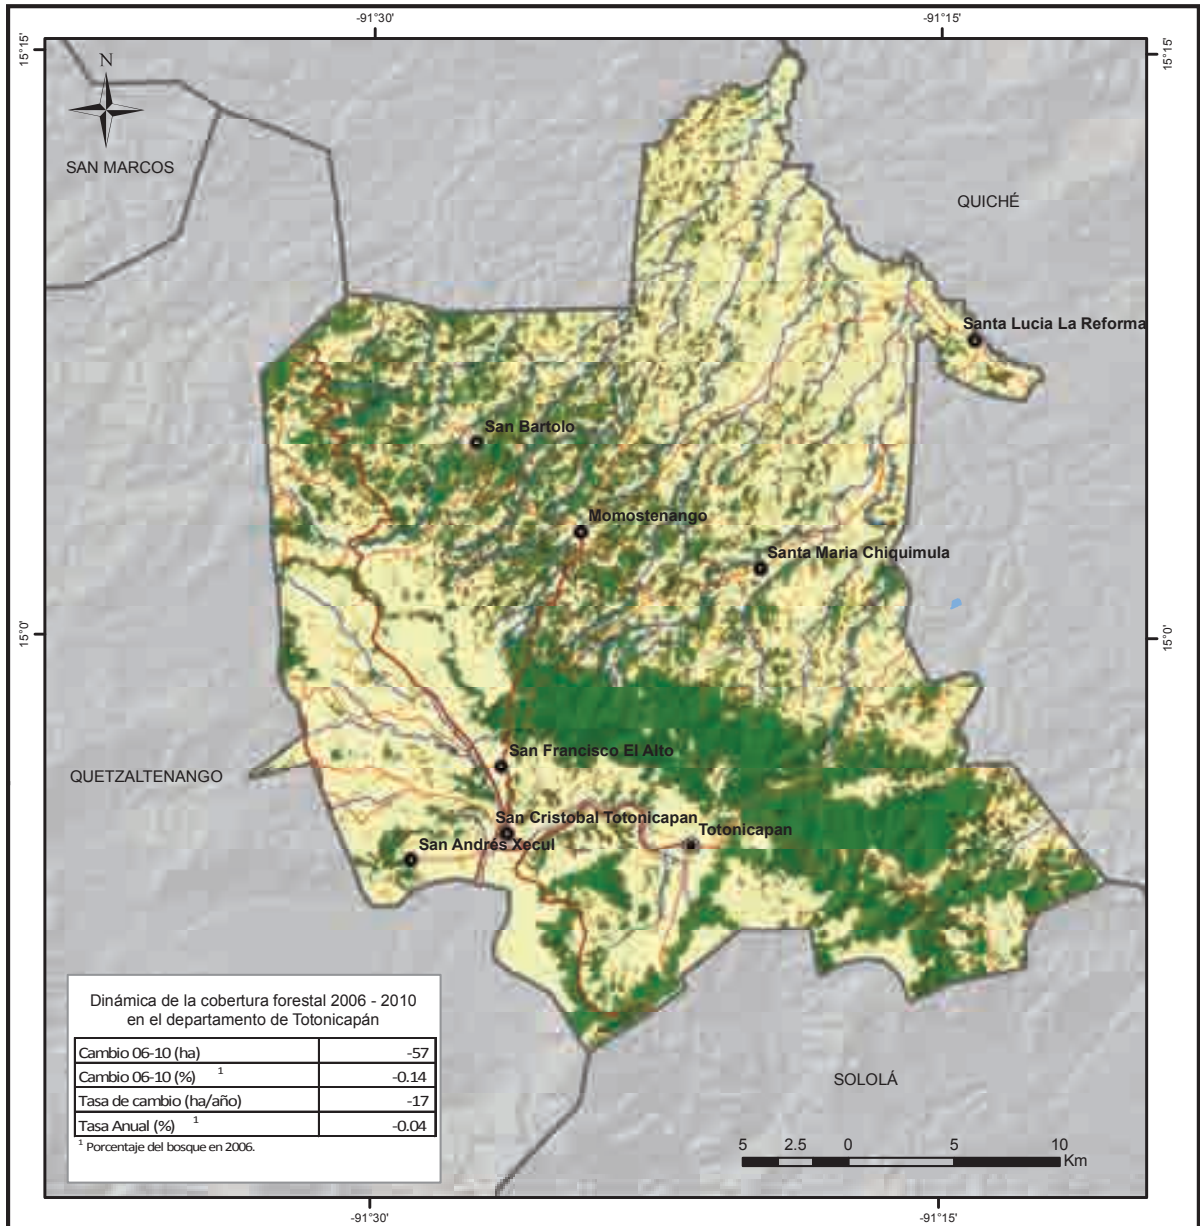 -91°30'
-91°15'
15°15'
15°15'
N
SAN MARCOS
QUICHÉ
Santa Lucia La Reforma
San Bartolo
Momostenango
Santa Maria Chiquimula
15°0'
15°0'
San Francisco El Alto
QUETZALTENANGO
San Cristobal Totonicapan
Totonicapan
San Andrés Xecul
Dinámica de la cobertura forestal 2006 - 2010
en el departamento de Totonicapán
Cambio 06-10 (ha) -57
Cambio 06-10 (%) 1 -0.14
Tasa de cambio (ha/año) -17
Tasa Anual (%) 1 -0.04
1 Porcentaje del bosque en 2006.
SOLOLÁ
5 2.5 0 5 10
Km
-91°30'
-91°15'